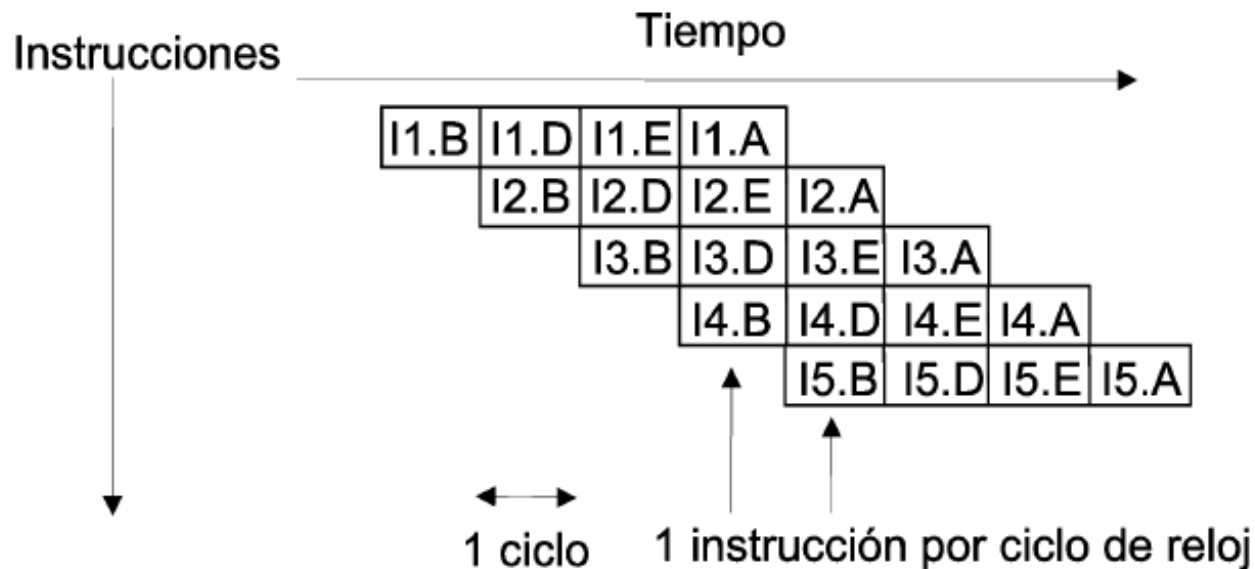 Tiempo
Instrucciones
I1.B I1.D I1.E I1.A
I2.B I2.D I2.E I2.A
I3.B I3.D I3.E I3.A
I4.B I4.D I4.E I4.A
I5.B I5.D I5.E I5.A
1 ciclo
1 instrucción por ciclo de reloj